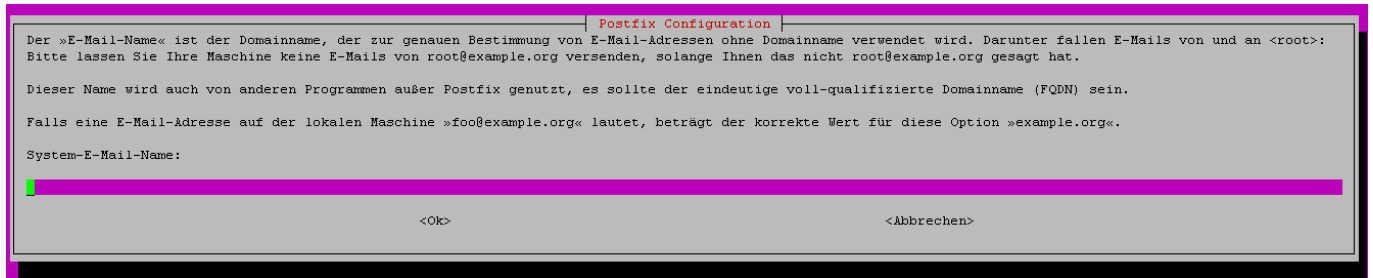 Postfix Configuration
Der »E-Mail-Name« ist der Domainname, der zur genauen Bestimmung von E-Mail-Adressen ohne Domainname verwendet wird. Darunter fallen E-Mails von und an <root>:
Bitte lassen Sie Ihre Maschine keine E-Mails von root@example.org versenden, solange Ihnen das nicht root@example.org gesagt hat.
Dieser Name wird auch von anderen Programmen außer Postfix genutzt, es sollte der eindeutige voll-qualifizierte Domainname (FQDN) sein.
Falls eine E-Mail-Adresse auf der lokalen Maschine »foo@example.org« lautet, beträgt der korrekte Wert für diese Option »example.org«.
System-E-Mail-Name:
<Ok> <Abbrechen>